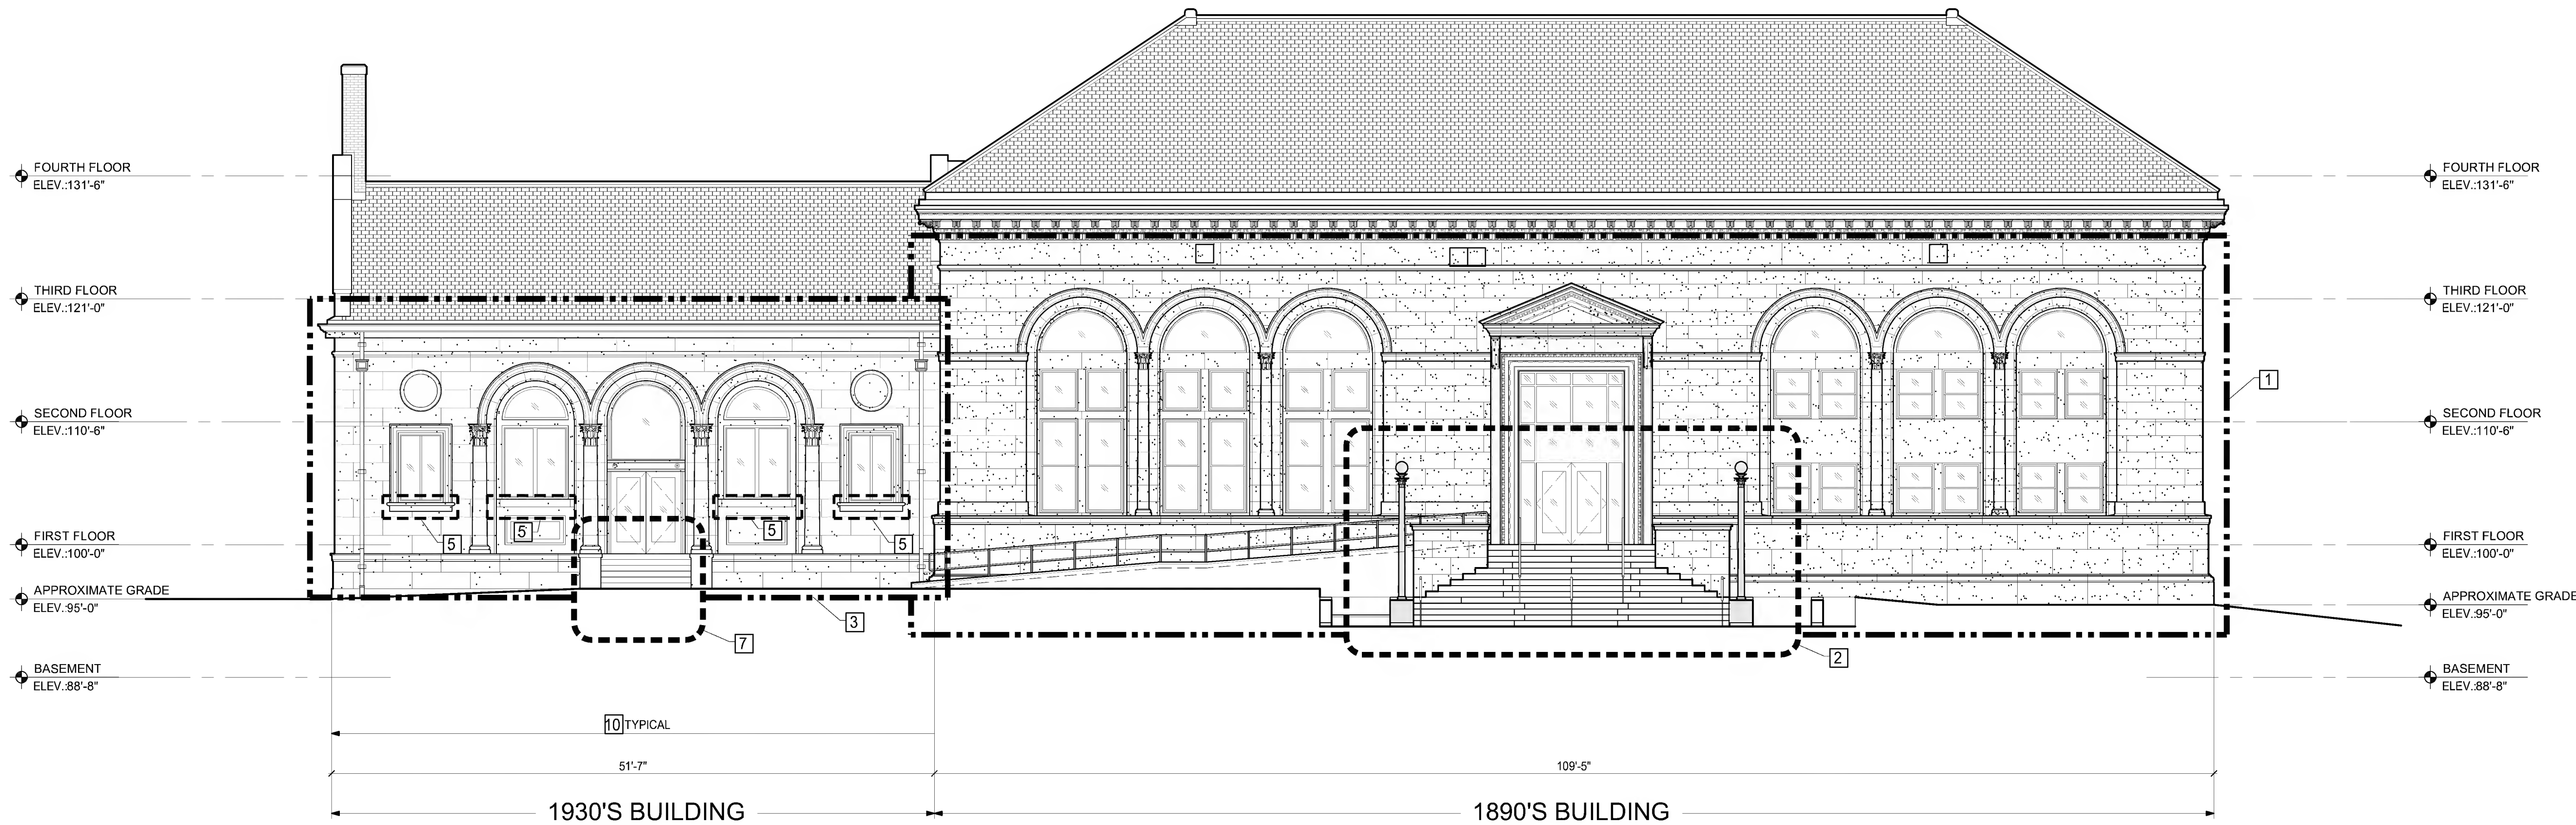 FOURTH FLOOR
ELEV.:131'-6"
FOURTH FLOOR
ELEV.:131'-6"
THIRD FLOOR
ELEV.:121'-0"
THIRD FLOOR
ELEV.:121'-0"
1
SECOND FLOOR
ELEV.:110'-6"
SECOND FLOOR
ELEV.:110'-6"
5
5
5
5
FIRST FLOOR
ELEV.:100'-0"
FIRST FLOOR
ELEV.:100'-0"
APPROXIMATE GRADE
ELEV.:95'-0"
APPROXIMATE GRADE
ELEV.:95'-0"
3
7
2
BASEMENT
ELEV.:88'-8"
BASEMENT
ELEV.:88'-8"
10 TYPICAL
51'-7"
109'-5"
1930'S BUILDING
1890'S BUILDING